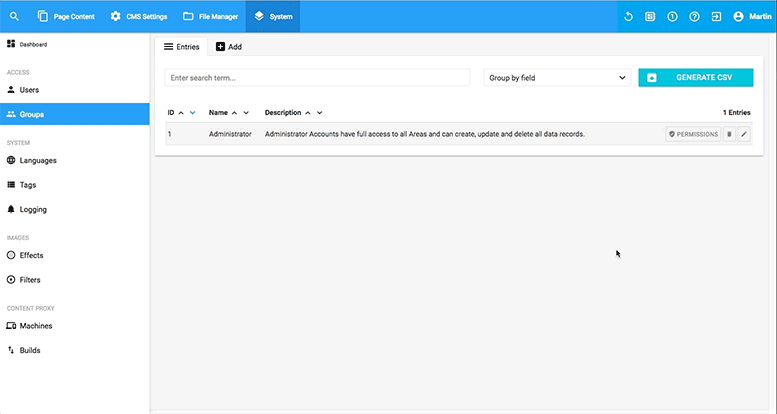 Page Content CMS Settings File Manager System Martin
Dashboard
ACCESS
Users
Groups
SYSTEM
Languages
Tags
Logging
IMAGES
Effects
Filters
CONTENT PROXY
Machines
Builds
Entries Add
Enter search term... Group by field GENERATE CSV
ID Name Description 1 Entries
1 Administrator Administrator Accounts have full access to all Areas and can create, update and delete all data records. PERMISSIONS